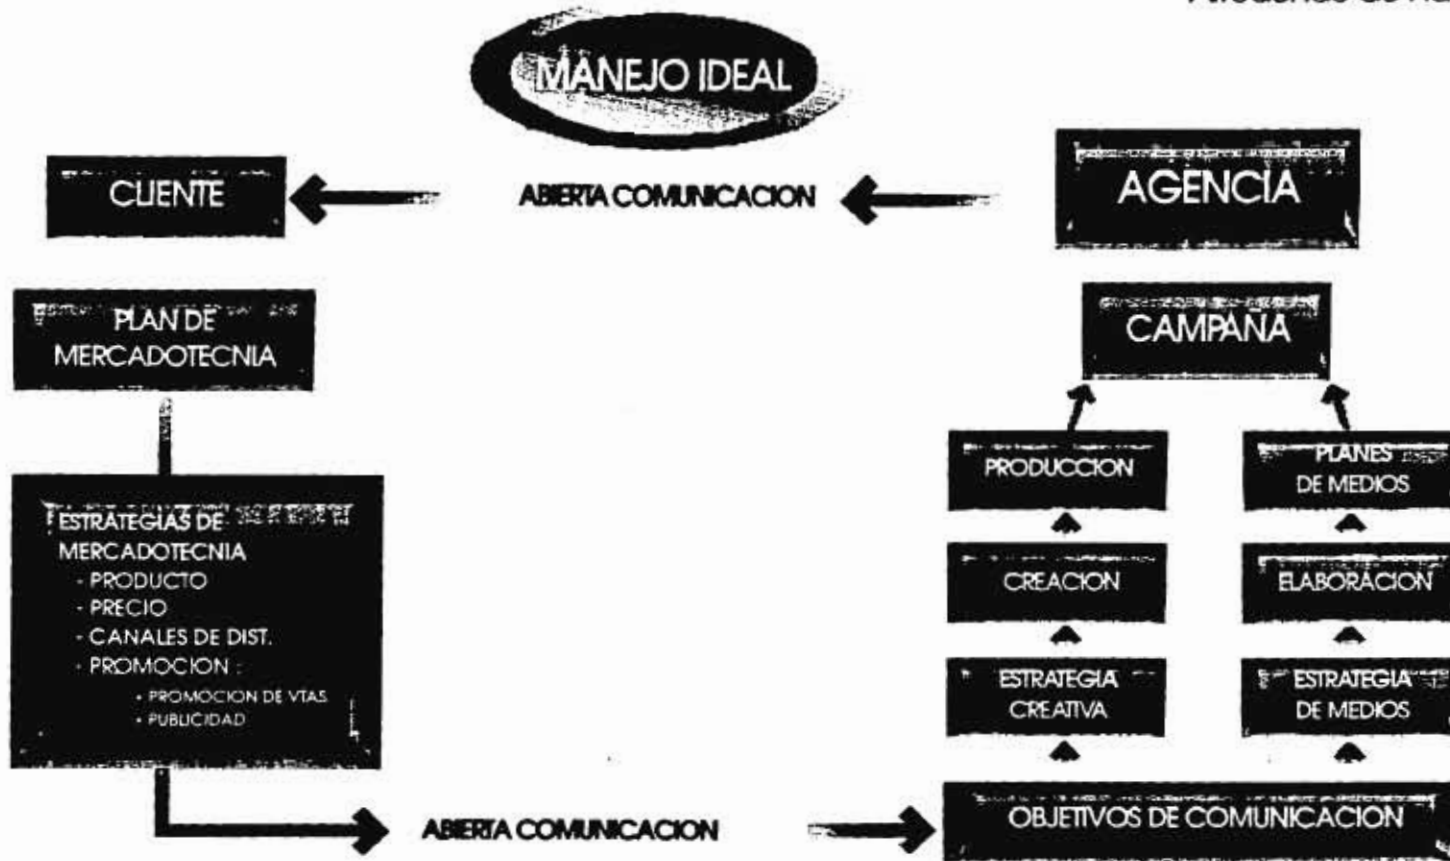 MANEJO IDEAL
CLIENTE
ABIERTA COMUNICACION
AGENCIA
PLAN DE
MERCADOTECNIA
CAMPAÑA
ESTRATEGIAS DE
MERCADOTECNIA
- PRODUCTO
- PRECIO
- CANALES DE DIST.
- PROMOCION :
• PROMOCION DE VTAS
• PUBLICIDAD
PRODUCCION
PLANES
DE MEDIOS
CREACION
ELABORACION
ESTRATEGIA
CREATIVA
ESTRATEGIA
DE MEDIOS
ABIERTA COMUNICACION
OBJETIVOS DE COMUNICACION